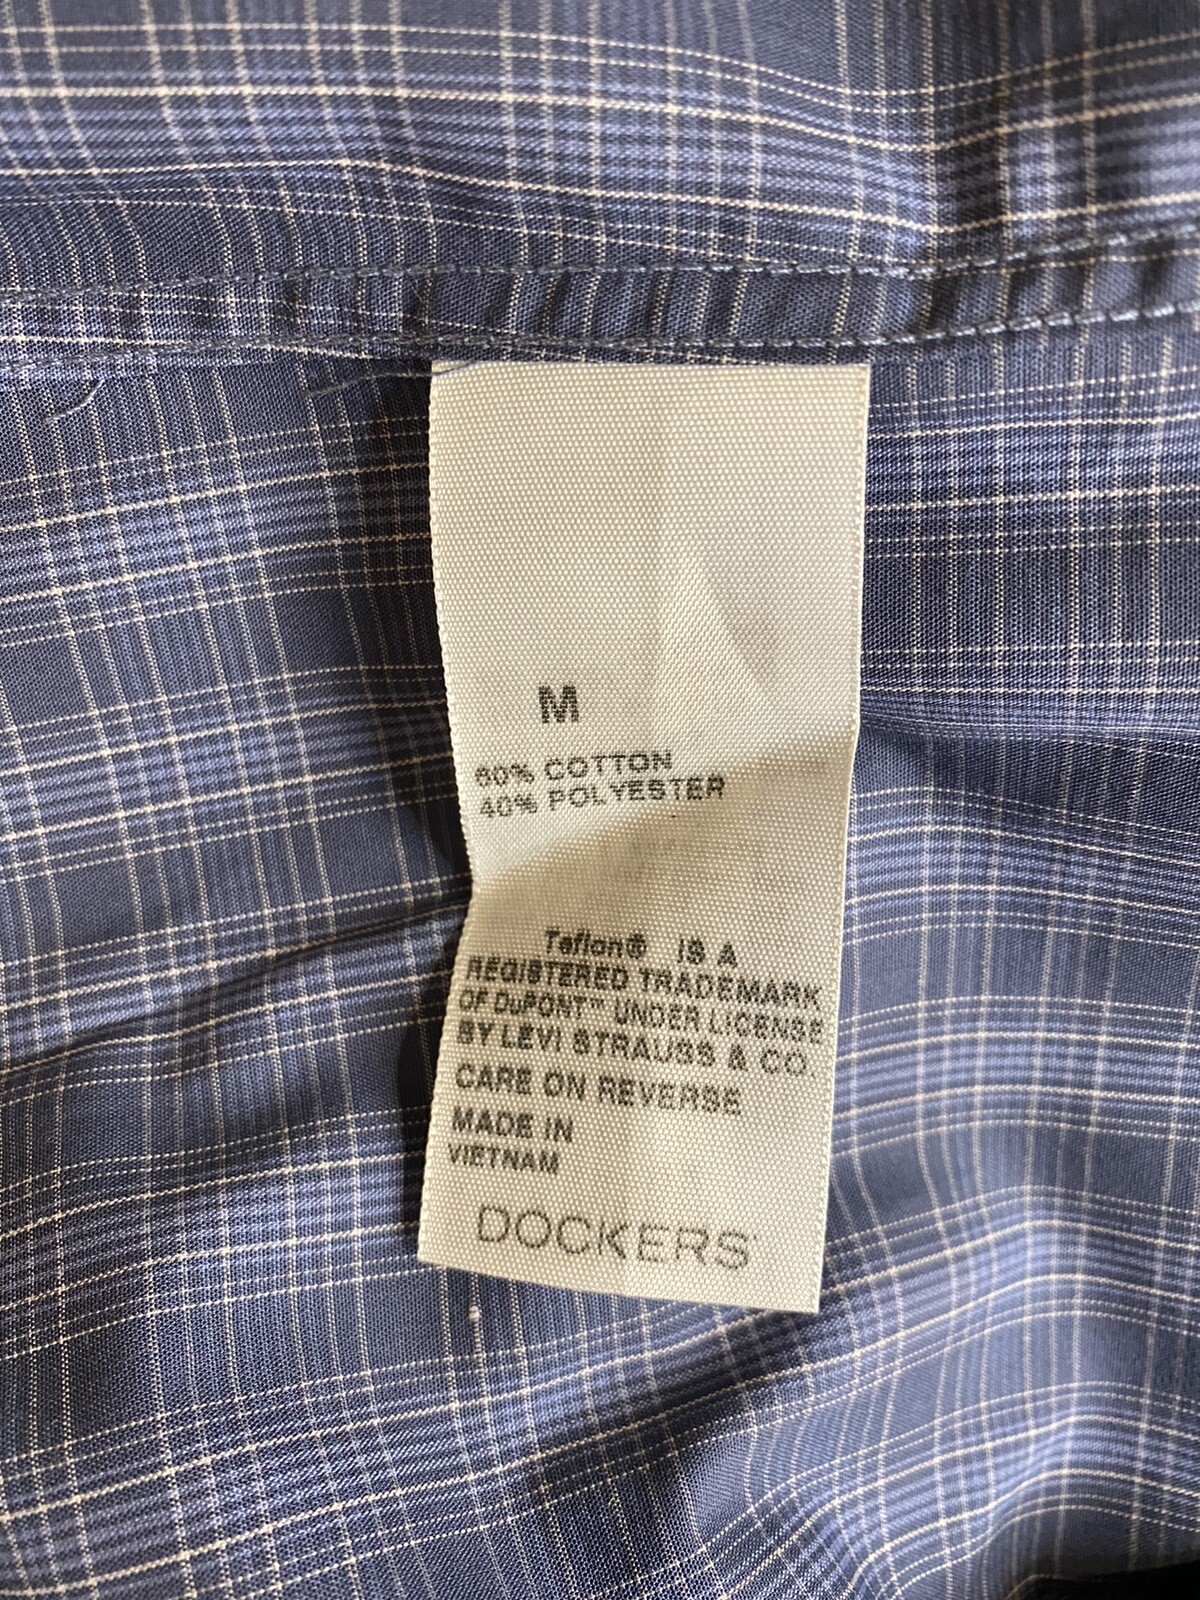 M
60% COTTON
40% POLYESTER
Teflon® IS A
REGISTERED TRADEMARK
OF DuPONT™ UNDER LICENSE
BY LEVI STRAUSS & CO.
CARE ON REVERSE
MADE IN
VIETNAM
DOCKERS